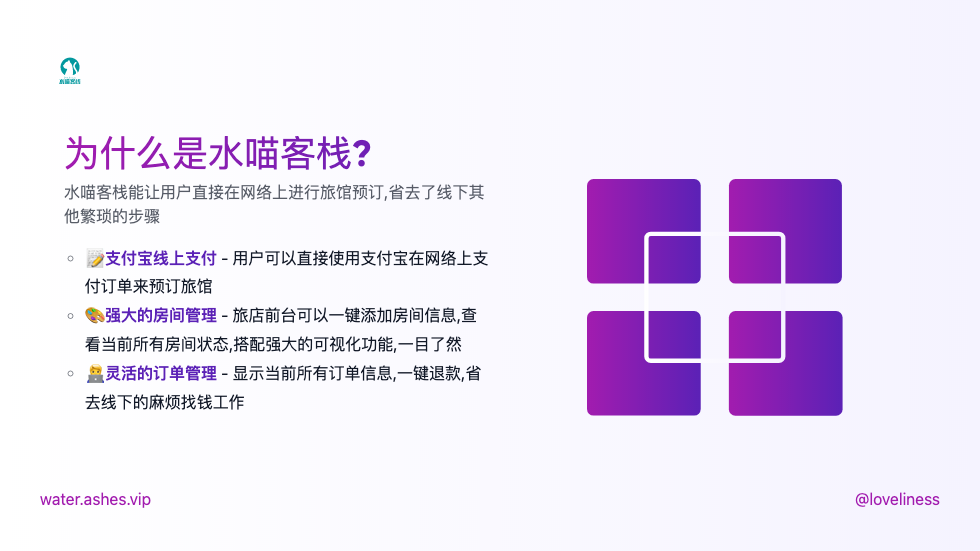 水喵客栈
为什么是水喵客栈?
水喵客栈能让用户直接在网络上进行旅馆预订,省去了线下其
他繁琐的步骤
📝支付宝线上支付 - 用户可以直接使用支付宝在网络上支
付订单来预订旅馆
🎨强大的房间管理 - 旅店前台可以一键添加房间信息,查
看当前所有房间状态,搭配强大的可视化功能,一目了然
🧑‍💻灵活的订单管理 - 显示当前所有订单信息,一键退款,省
去线下的麻烦找钱工作
water.ashes.vip
@loveliness